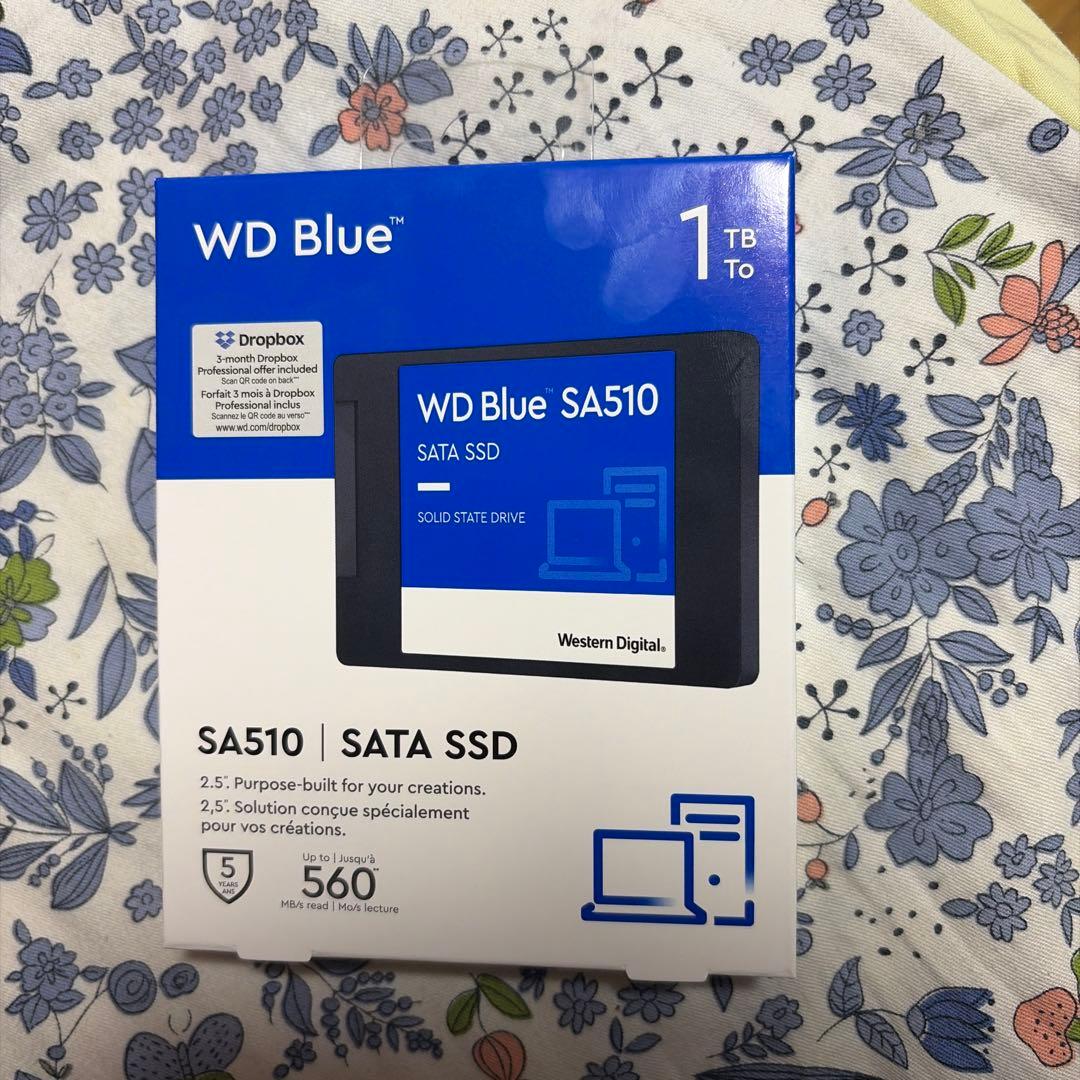 WD Blue™
1 TB
To
Dropbox
3-month Dropbox
Professional offer included
Scan QR code on back***
Forfait 3 mois à Dropbox
Professional inclus
Scannez le QR code au verso***
www.wd.com/dropbox
WD Blue™ SA510
SATA SSD
SOLID STATE DRIVE
Western Digital®
SA510 | SATA SSD
2.5". Purpose-built for your creations.
2,5". Solution conçue spécialement
pour vos créations.
5
YEARS
ANS
Up to | Jusqu'à
560**
MB/s read | Mo/s lecture